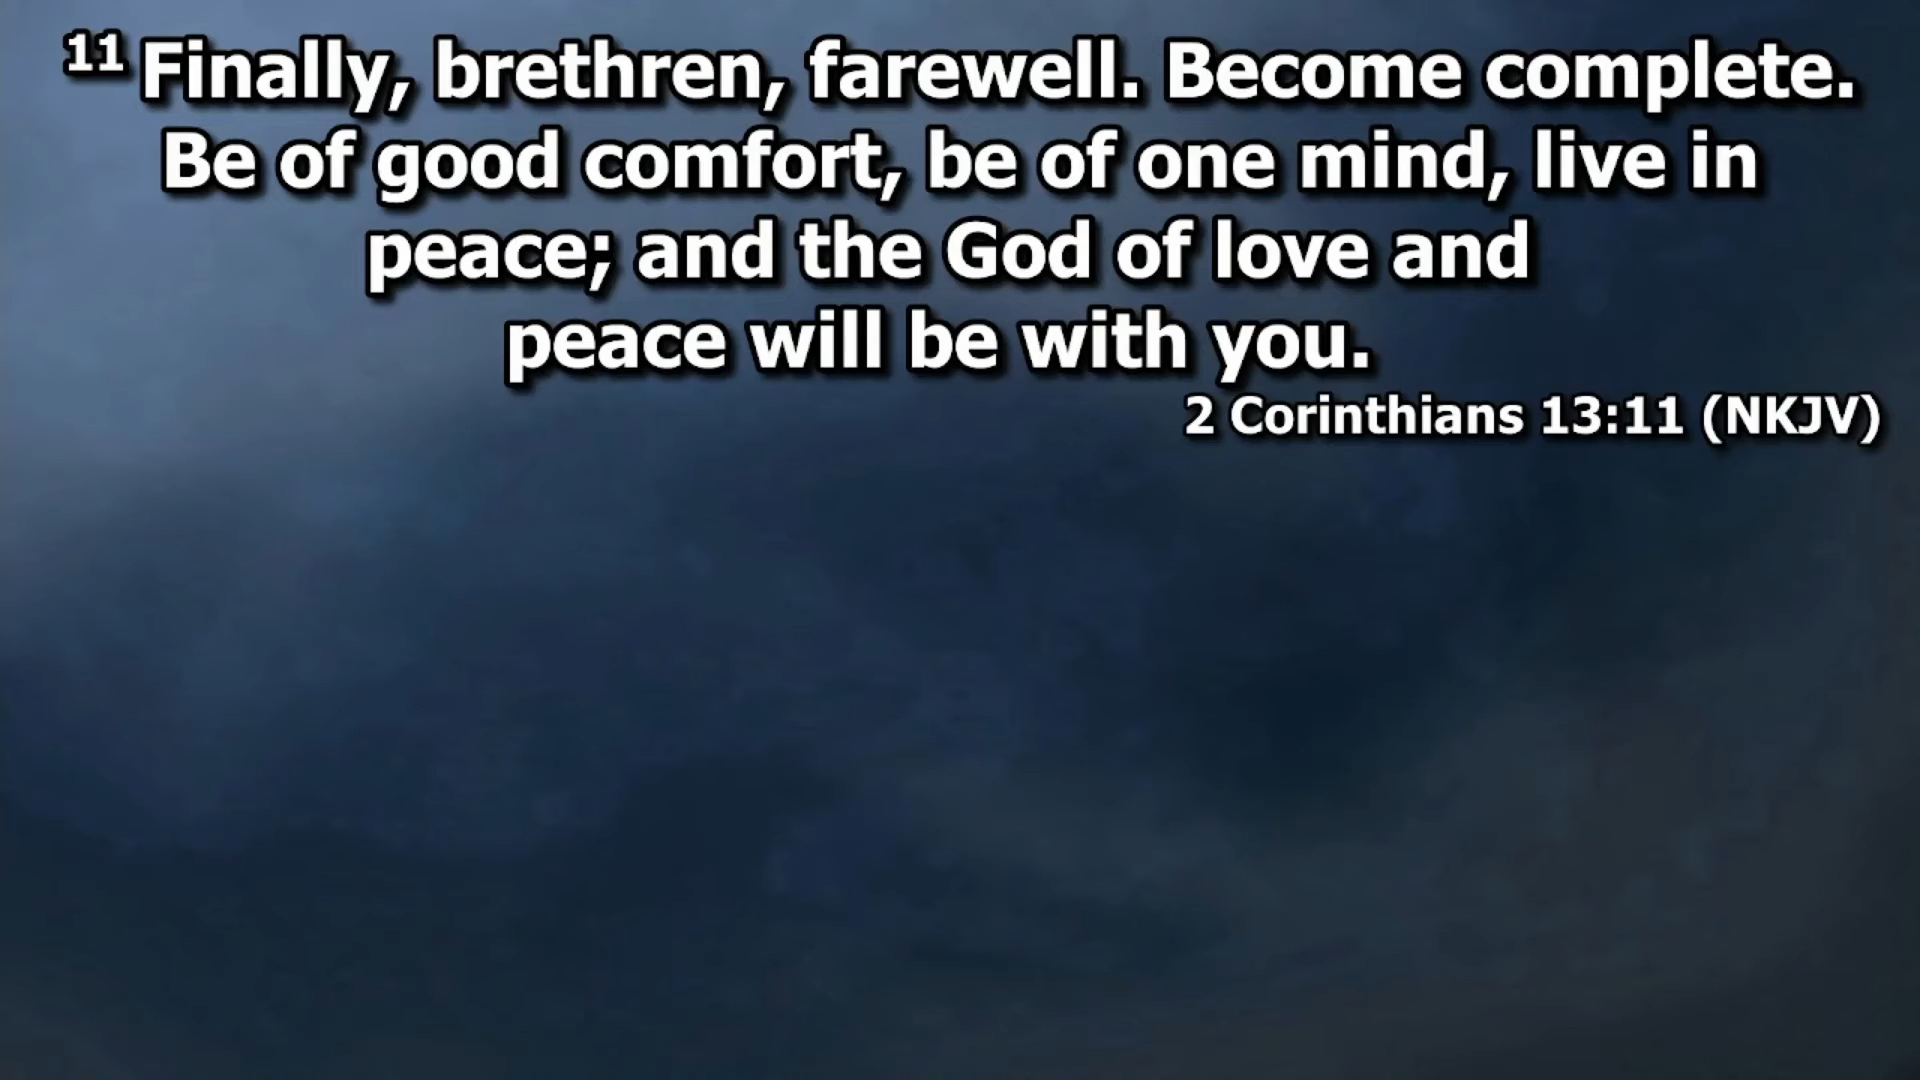 11 Finally, brethren, farewell. Become complete.
Be of good comfort, be of one mind, live in
peace; and the God of love and
peace will be with you.
2 Corinthians 13:11 (NKJV)